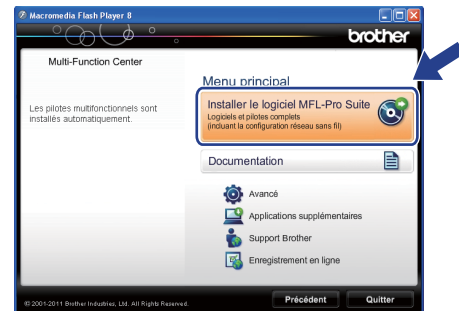 Macromedia Flash Player 8
brother
Multi-Function Center
Les pilotes multifonctionnels sont
installés automatiquement.
Menu principal
Installer le logiciel MFL-Pro Suite
Logiciels et pilotes complets
(incluant la configuration réseau sans fil)
Documentation
Avancé
Applications supplémentaires
Support Brother
Enregistrement en ligne
© 2001-2011 Brother Industries, Ltd. All Rights Reserved.
Précédent
Quitter